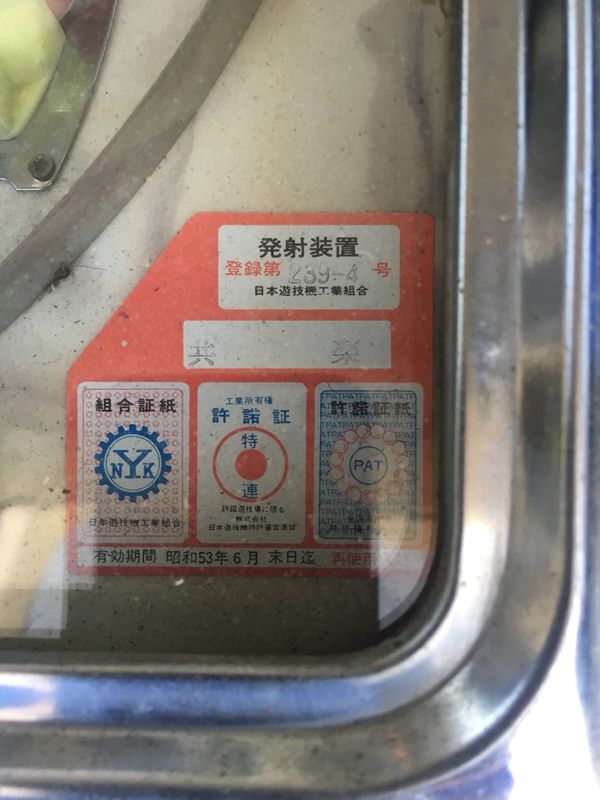 発射装置
登録第 239-4 号
日本遊技機工業組合
共 栄
組合証紙
NYK
日本遊技機工業組合
工業所有権
許諾証
特
連
許諾遊技場に限る
株式会社
日本遊技機特許運営連盟
許諾証紙
PAT
有効期間 昭和53年6月 末日迄 再使用